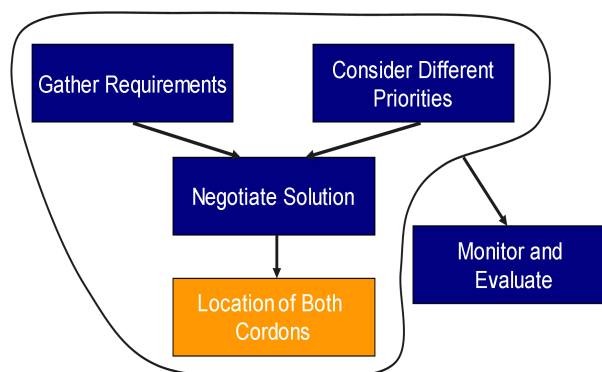 Gather Requirements
Consider Different
Priorities
Negotiate Solution
Monitor and
Evaluate
Location of Both
Cordons